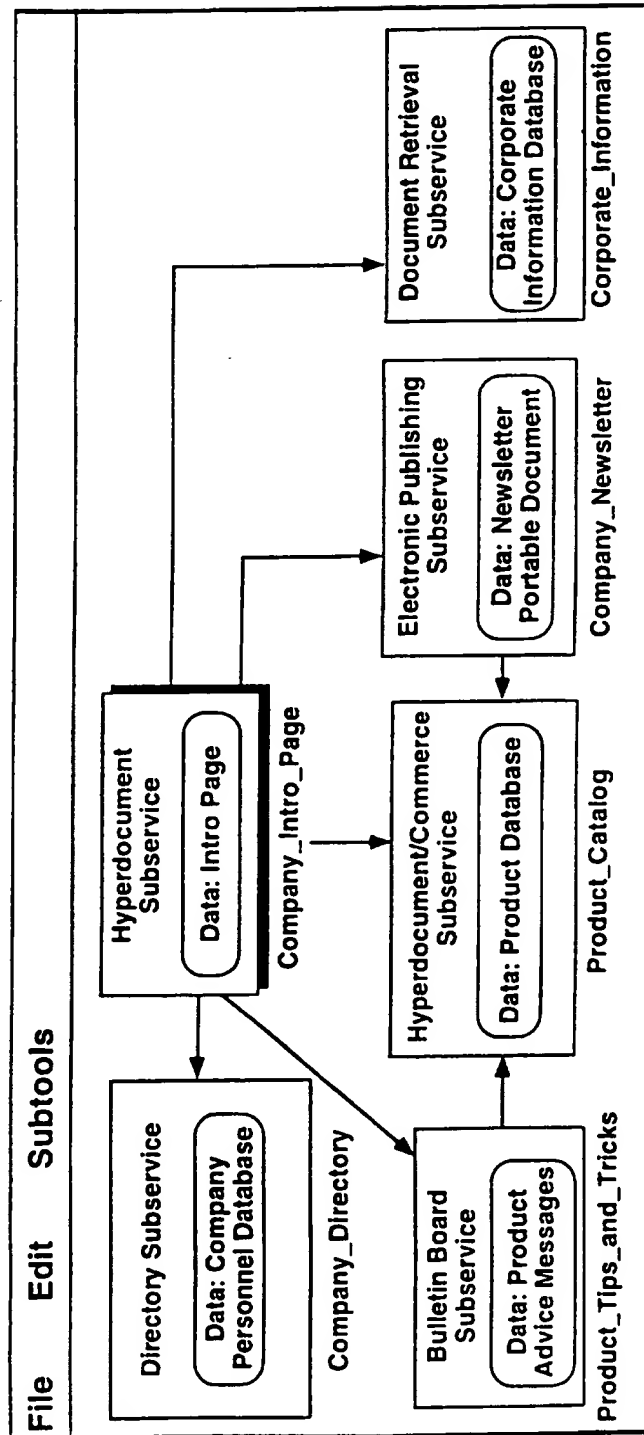 File Edit Subtools
Directory Subservice
Data: Company
Personnel Database
Company_Directory
Hyperdocument
Subservice
Data: Intro Page
Company_Intro_Page
Bulletin Board
Subservice
Data: Product
Advice Messages
Product_Tips_and_Tricks
Hyperdocument/Commerce
Subservice
Data: Product Database
Product_Catalog
Electronic Publishing
Subservice
Data: Newsletter
Portable Document
Company_Newsletter
Document Retrieval
Subservice
Data: Corporate
Information Database
Corporate_Information